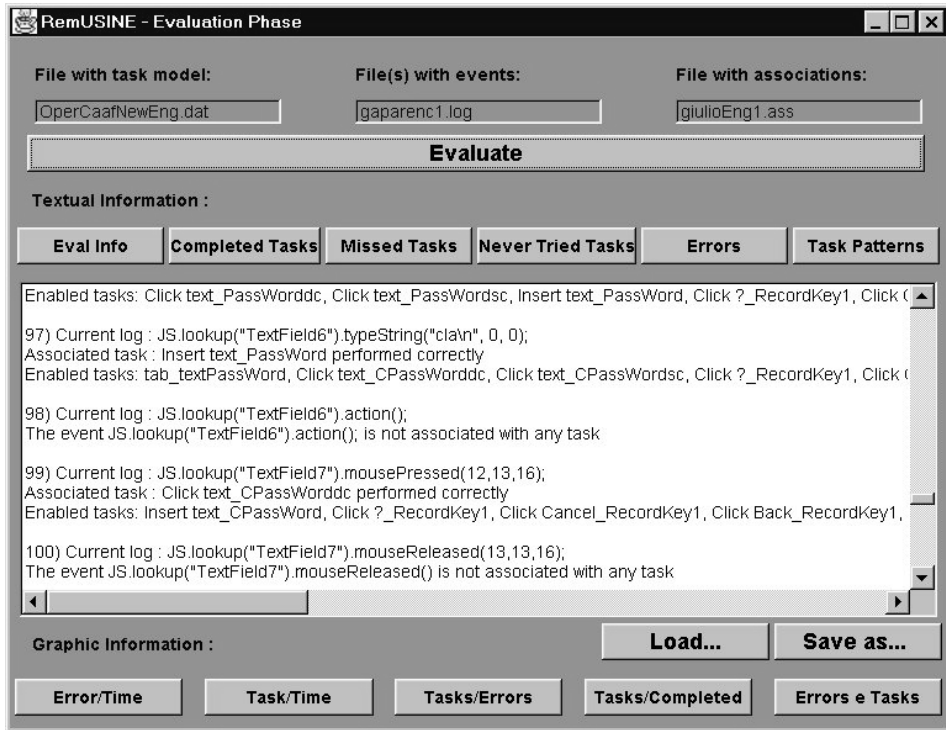 RemUSINE - Evaluation Phase
File with task model: File(s) with events: File with associations:
OperCaafNewEng.dat gaparenc1.log giulioEng1.ass
Evaluate
Textual Information :
Eval Info Completed Tasks Missed Tasks Never Tried Tasks Errors Task Patterns
Enabled tasks: Click text_PassWorddc, Click text_PassWordsc, Insert text_PassWord, Click ?_RecordKey1, Click
97) Current log : JS.lookup("TextField6").typeString("cla\n", 0, 0);
Associated task : Insert text_PassWord performed correctly
Enabled tasks: tab_textPassWord, Click text_CPassWorddc, Click text_CPassWordsc, Click ?_RecordKey1, Click
98) Current log : JS.lookup("TextField6").action();
The event JS.lookup("TextField6").action(); is not associated with any task
99) Current log : JS.lookup("TextField7").mousePressed(12,13,16);
Associated task : Click text_CPassWorddc performed correctly
Enabled tasks: Insert text_CPassWord, Click ?_RecordKey1, Click Cancel_RecordKey1, Click Back_RecordKey1,
100) Current log : JS.lookup("TextField7").mouseReleased(13,13,16);
The event JS.lookup("TextField7").mouseReleased() is not associated with any task
Graphic Information : Load... Save as...
Error/Time Task/Time Tasks/Errors Tasks/Completed Errors e Tasks